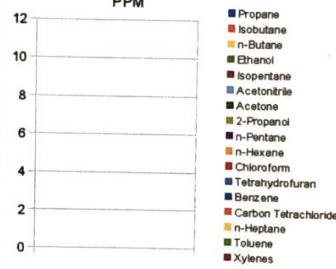 PPM
12
10
8
6
4
2
0
Propane
Isobutane
n-Butane
Ethanol
Isopentane
Acetonitrile
Acetone
2-Propanol
n-Pentane
n-Hexane
Chloroform
Tetrahydrofuran
Benzene
Carbon Tetrachloride
n-Heptane
Toluene
Xylenes